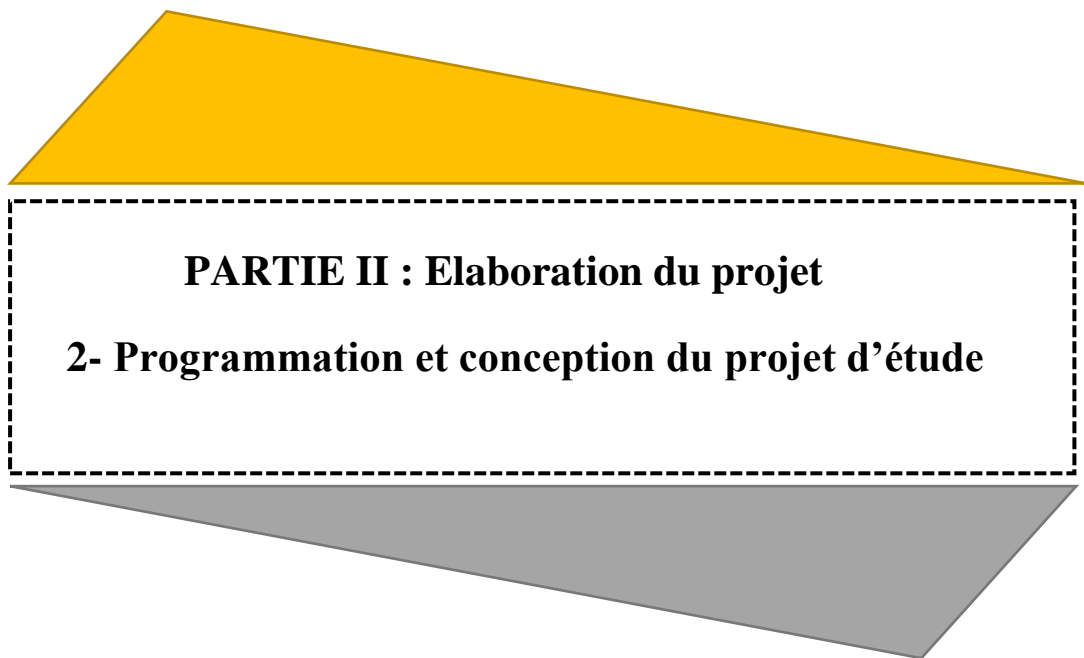 PARTIE II : Elaboration du projet
2- Programmation et conception du projet d’étude